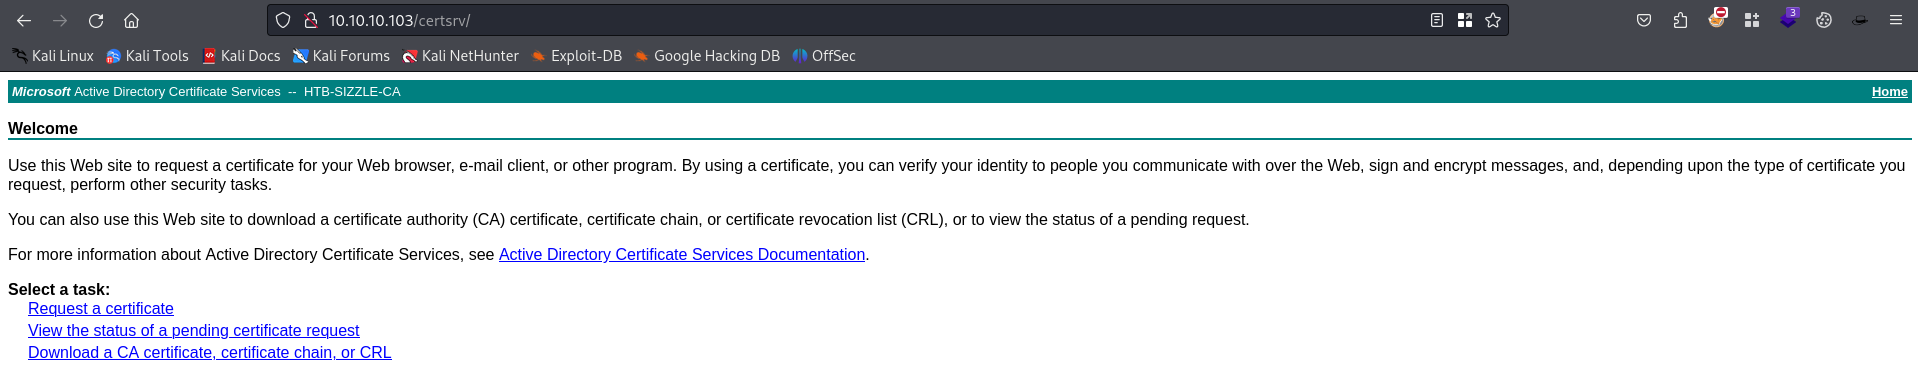 10.10.10.103/certsrv/
3
Kali Linux Kali Tools Kali Docs Kali Forums Kali NetHunter Exploit-DB Google Hacking DB OffSec
Microsoft Active Directory Certificate Services -- HTB-SIZZLE-CA Home
Welcome
Use this Web site to request a certificate for your Web browser, e-mail client, or other program. By using a certificate, you can verify your identity to people you communicate with over the Web, sign and encrypt messages, and, depending upon the type of certificate you
request, perform other security tasks.
You can also use this Web site to download a certificate authority (CA) certificate, certificate chain, or certificate revocation list (CRL), or to view the status of a pending request.
For more information about Active Directory Certificate Services, see Active Directory Certificate Services Documentation.
Select a task:
Request a certificate
View the status of a pending certificate request
Download a CA certificate, certificate chain, or CRL